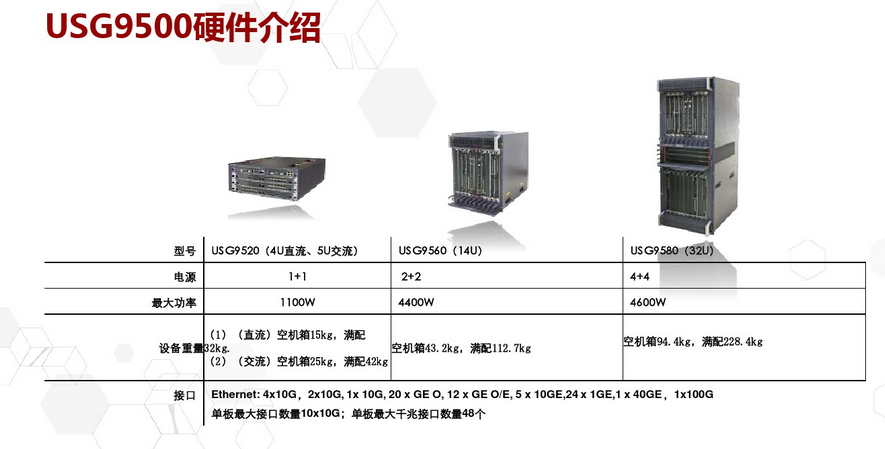 USG9500硬件介绍
型号 USG9520（4U直流、5U交流） USG9560（14U） USG9580（32U）
电源 1+1 2+2 4+4
最大功率 1100W 4400W 4600W
设备重量 （1）（直流）空机箱15kg，满配32kg. （2）（交流）空机箱25kg，满配42kg 空机箱43.2kg，满配112.7kg 空机箱94.4kg，满配228.4kg
接口 Ethernet: 4x10G，2x10G, 1x 10G, 20 x GE O, 12 x GE O/E, 5 x 10GE,24 x 1GE,1 x 40GE，1x100G
单板最大接口数量10x10G；单板最大千兆接口数量48个